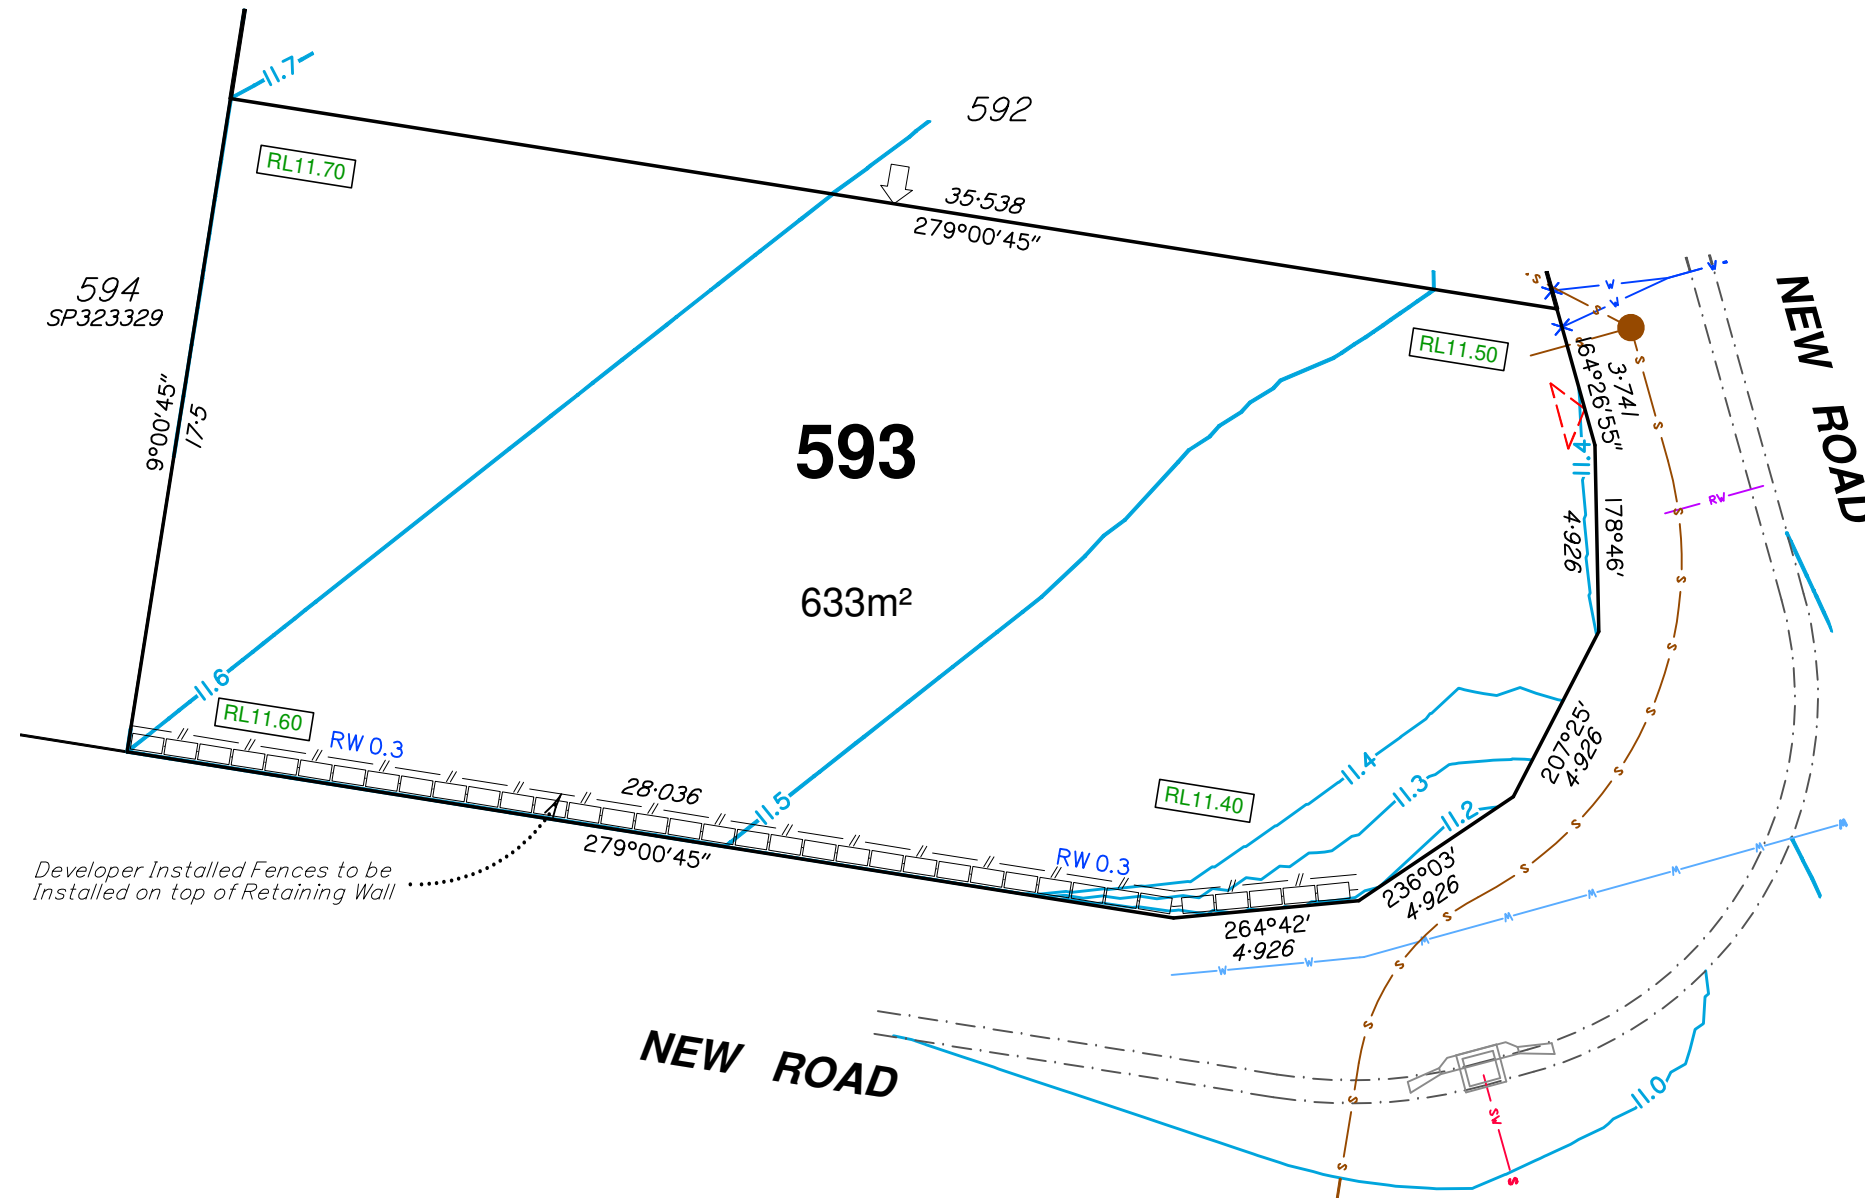 11.7
592
RL11.70
35·538
279°00'45"
594
SP323329
S
W
W
W
S
S
NEW ROAD
RL11.50
164°26'55"
3·741
S
S
9°00'45"
17·5
593
11.4
RW
S
178°46'
4·926
633m²
S
S
11.6
RL11.60
RW 0.3
S
207°25'
4·926
28·036
279°00'45"
11.5
11.4
11.3
11.2
RL11.40
S
S
W
W
W
W
W
W
W
W
RW 0.3
Developer Installed Fences to be
Installed on top of Retaining Wall
S
236°03'
4·926
S
264°42'
4·926
S
S
NEW ROAD
S
11.0
SW
S
S